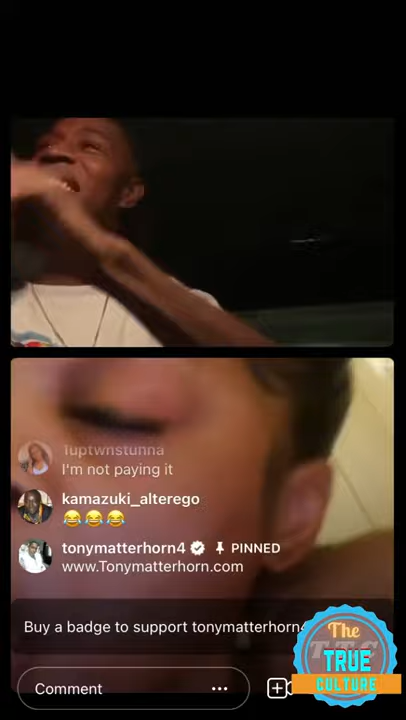 1uptwnstunna
I'm not paying it
kamazuki_alterego
😂😂😂
tonymatterhorn4 PINNED
www.Tonymatterhorn.com
Buy a badge to support tonymatterhorn4
Comment
The
TRUE
CULTURE